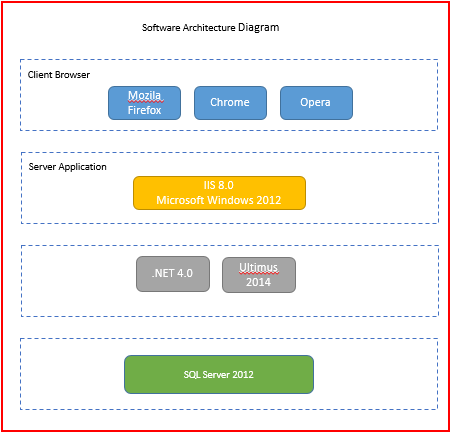 Software Architecture Diagram
Client Browser
Mozila
Firefox
Chrome
Opera
Server Application
IIS 8.0
Microsoft Windows 2012
.NET 4.0
Ultimus
2014
SQL Server 2012